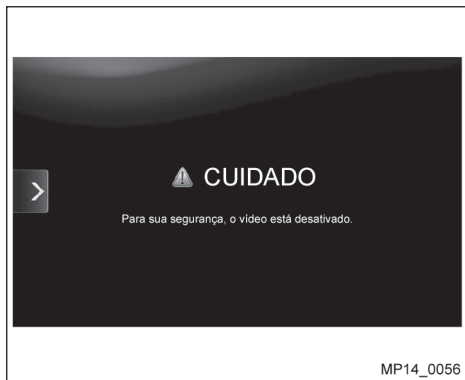 CUIDADO
Para sua segurança, o vídeo está desativado.
MP14_0056